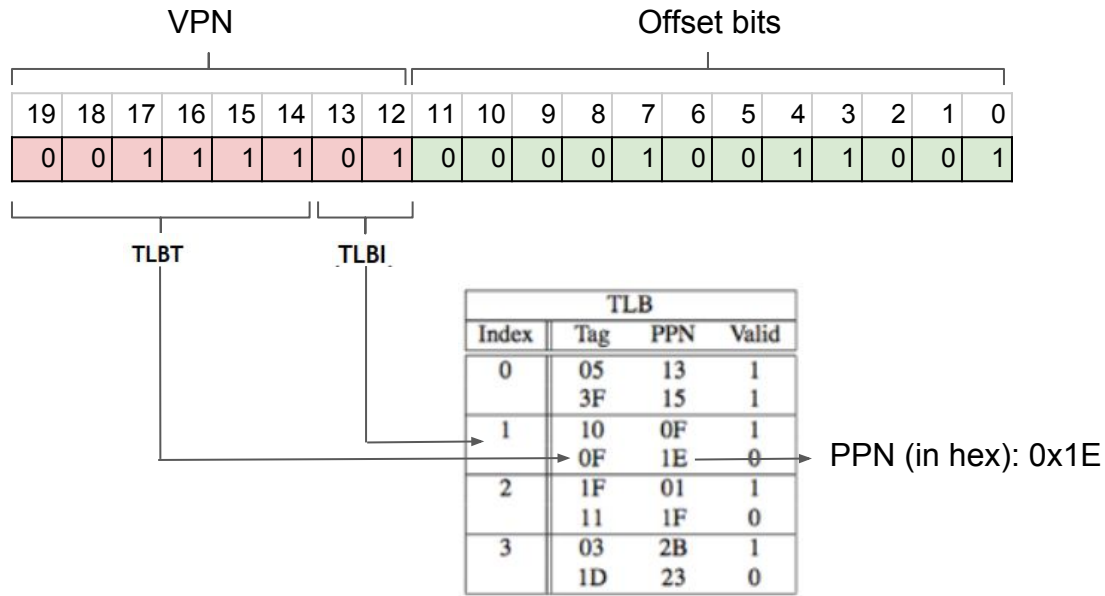 VPN Offset bits
19 18 17 16 15 14 13 12 11 10 9 8 7 6 5 4 3 2 1 0
0 0 1 1 1 1 0 1 0 0 0 0 1 0 0 1 1 0 0 1
TLBT TLBI
TLB
Index Tag PPN Valid
0 05 13 1
3F 15 1
1 10 0F 1
0F 1E 0 PPN (in hex): 0x1E
2 1F 01 1
11 1F 0
3 03 2B 1
1D 23 0